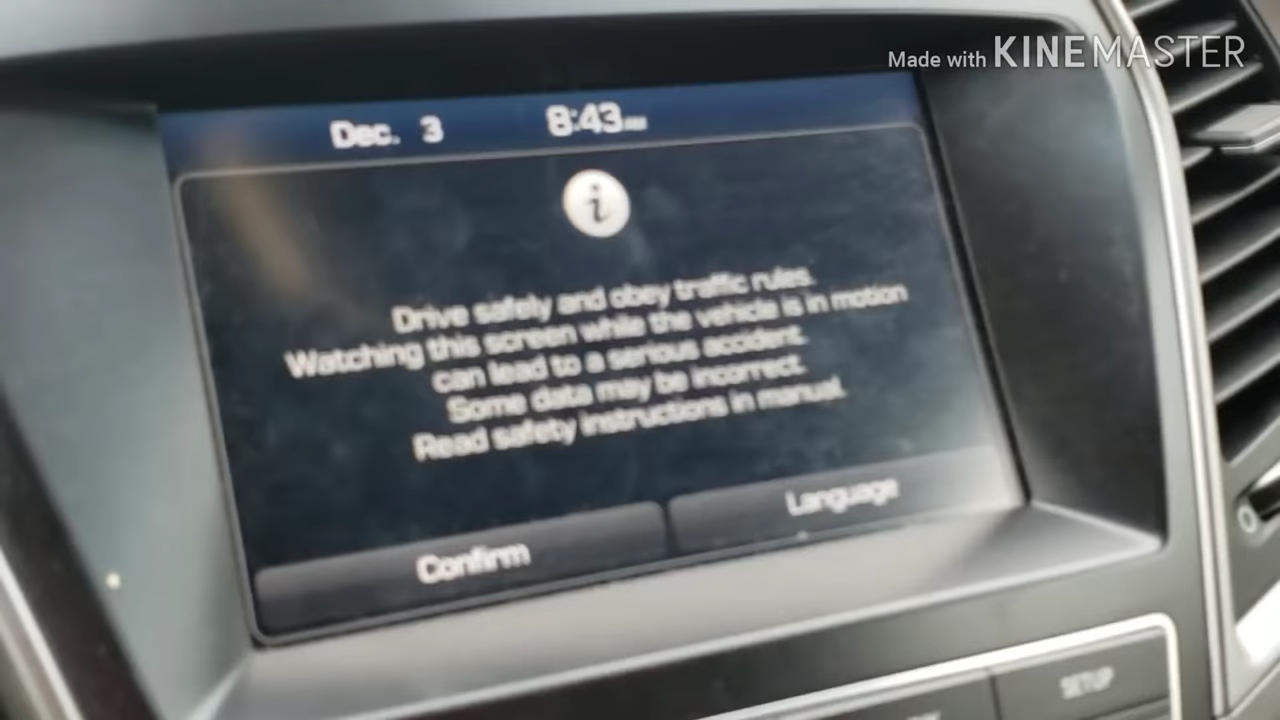 Made with KINEMASTER
Dec. 3 8:43
i
Drive safely and obey traffic rules.
Watching this screen while the vehicle is in motion
can lead to a serious accident.
Some data may be incorrect.
Read safety instructions in manual.
Confirm
Language
SETUP